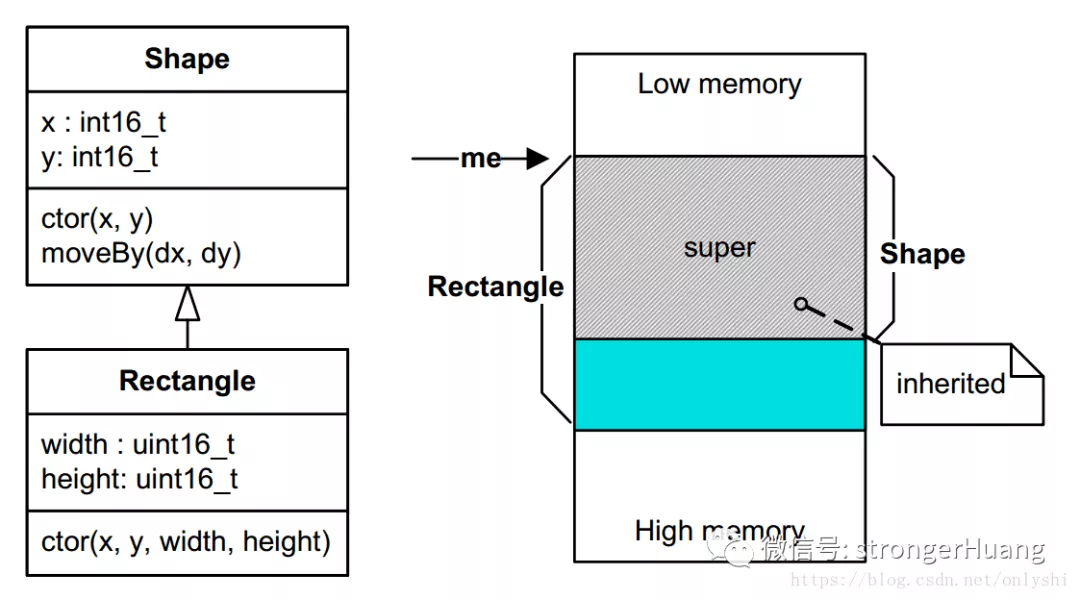 Shape
x : int16_t
y: int16_t
ctor(x, y)
moveBy(dx, dy)
Rectangle
width : uint16_t
height: uint16_t
ctor(x, y, width, height)
Low memory
me
super
Rectangle
Shape
inherited
High memory
微信号: strongerHuang
https://blog.csdn.net/onlyshi